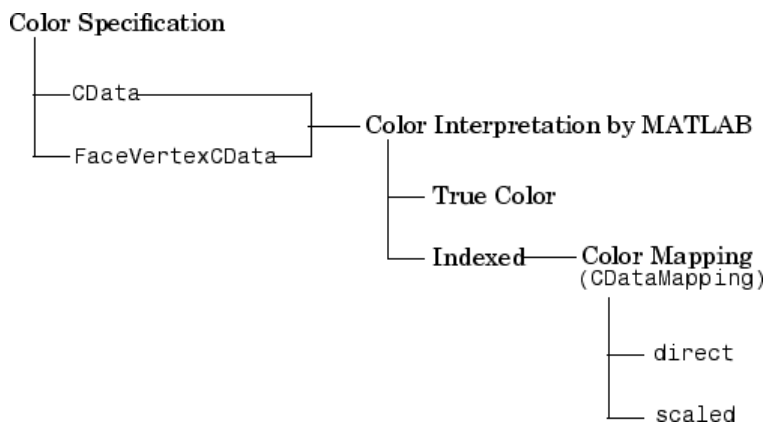 Color Specification
CData
FaceVertexCData
Color Interpretation by MATLAB
True Color
Indexed
Color Mapping
(CDataMapping)
direct
scaled